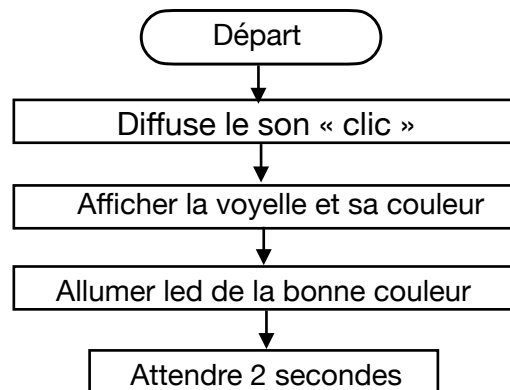 Départ
Diffuse le son « clic »
Afficher la voyelle et sa couleur
Allumer led de la bonne couleur
Attendre 2 secondes